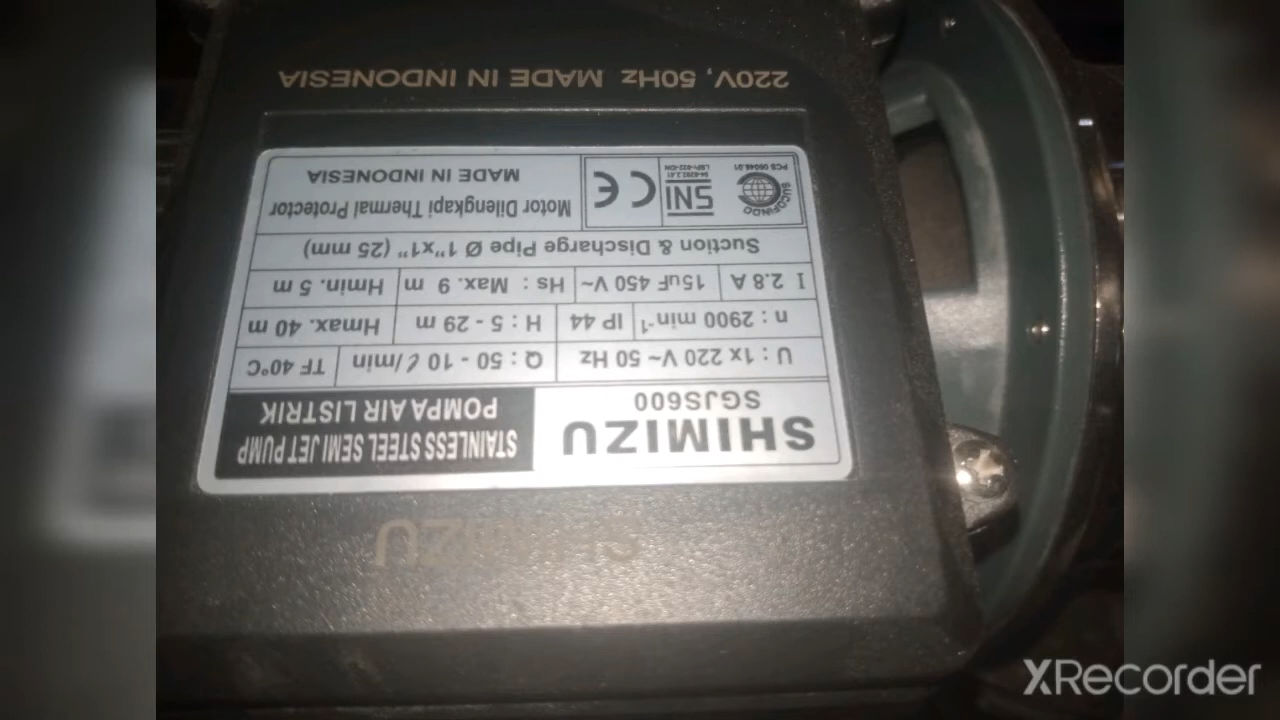 SHIMIZU
SHIMIZU
SGJS600
STAINLESS STEEL SEMI JET PUMP
POMPA AIR LISTRIK
U : 1x 220 V~ 50 Hz Q : 50 - 10 ℓ/min TF 40°C
n : 2900 min-1 IP 44 H : 5 - 29 m Hmax. 40 m
I 2.8 A 15uF 450 V~ Hs : Max. 9 m Hmin. 5 m
Suction & Discharge Pipe Ø 1”x1” (25 mm)
SUCOFINDO
SNI
CE
Motor Dilengkapi Thermal Protector
MADE IN INDONESIA
220V, 50Hz MADE IN INDONESIA
XRecorder